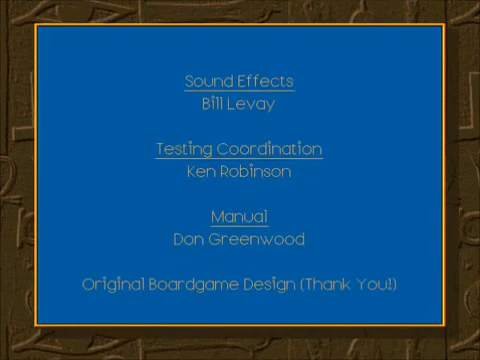 Sound Effects
Bill Levay
Testing Coordination
Ken Robinson
Manual
Don Greenwood
Original Boardgame Design (Thank You!)